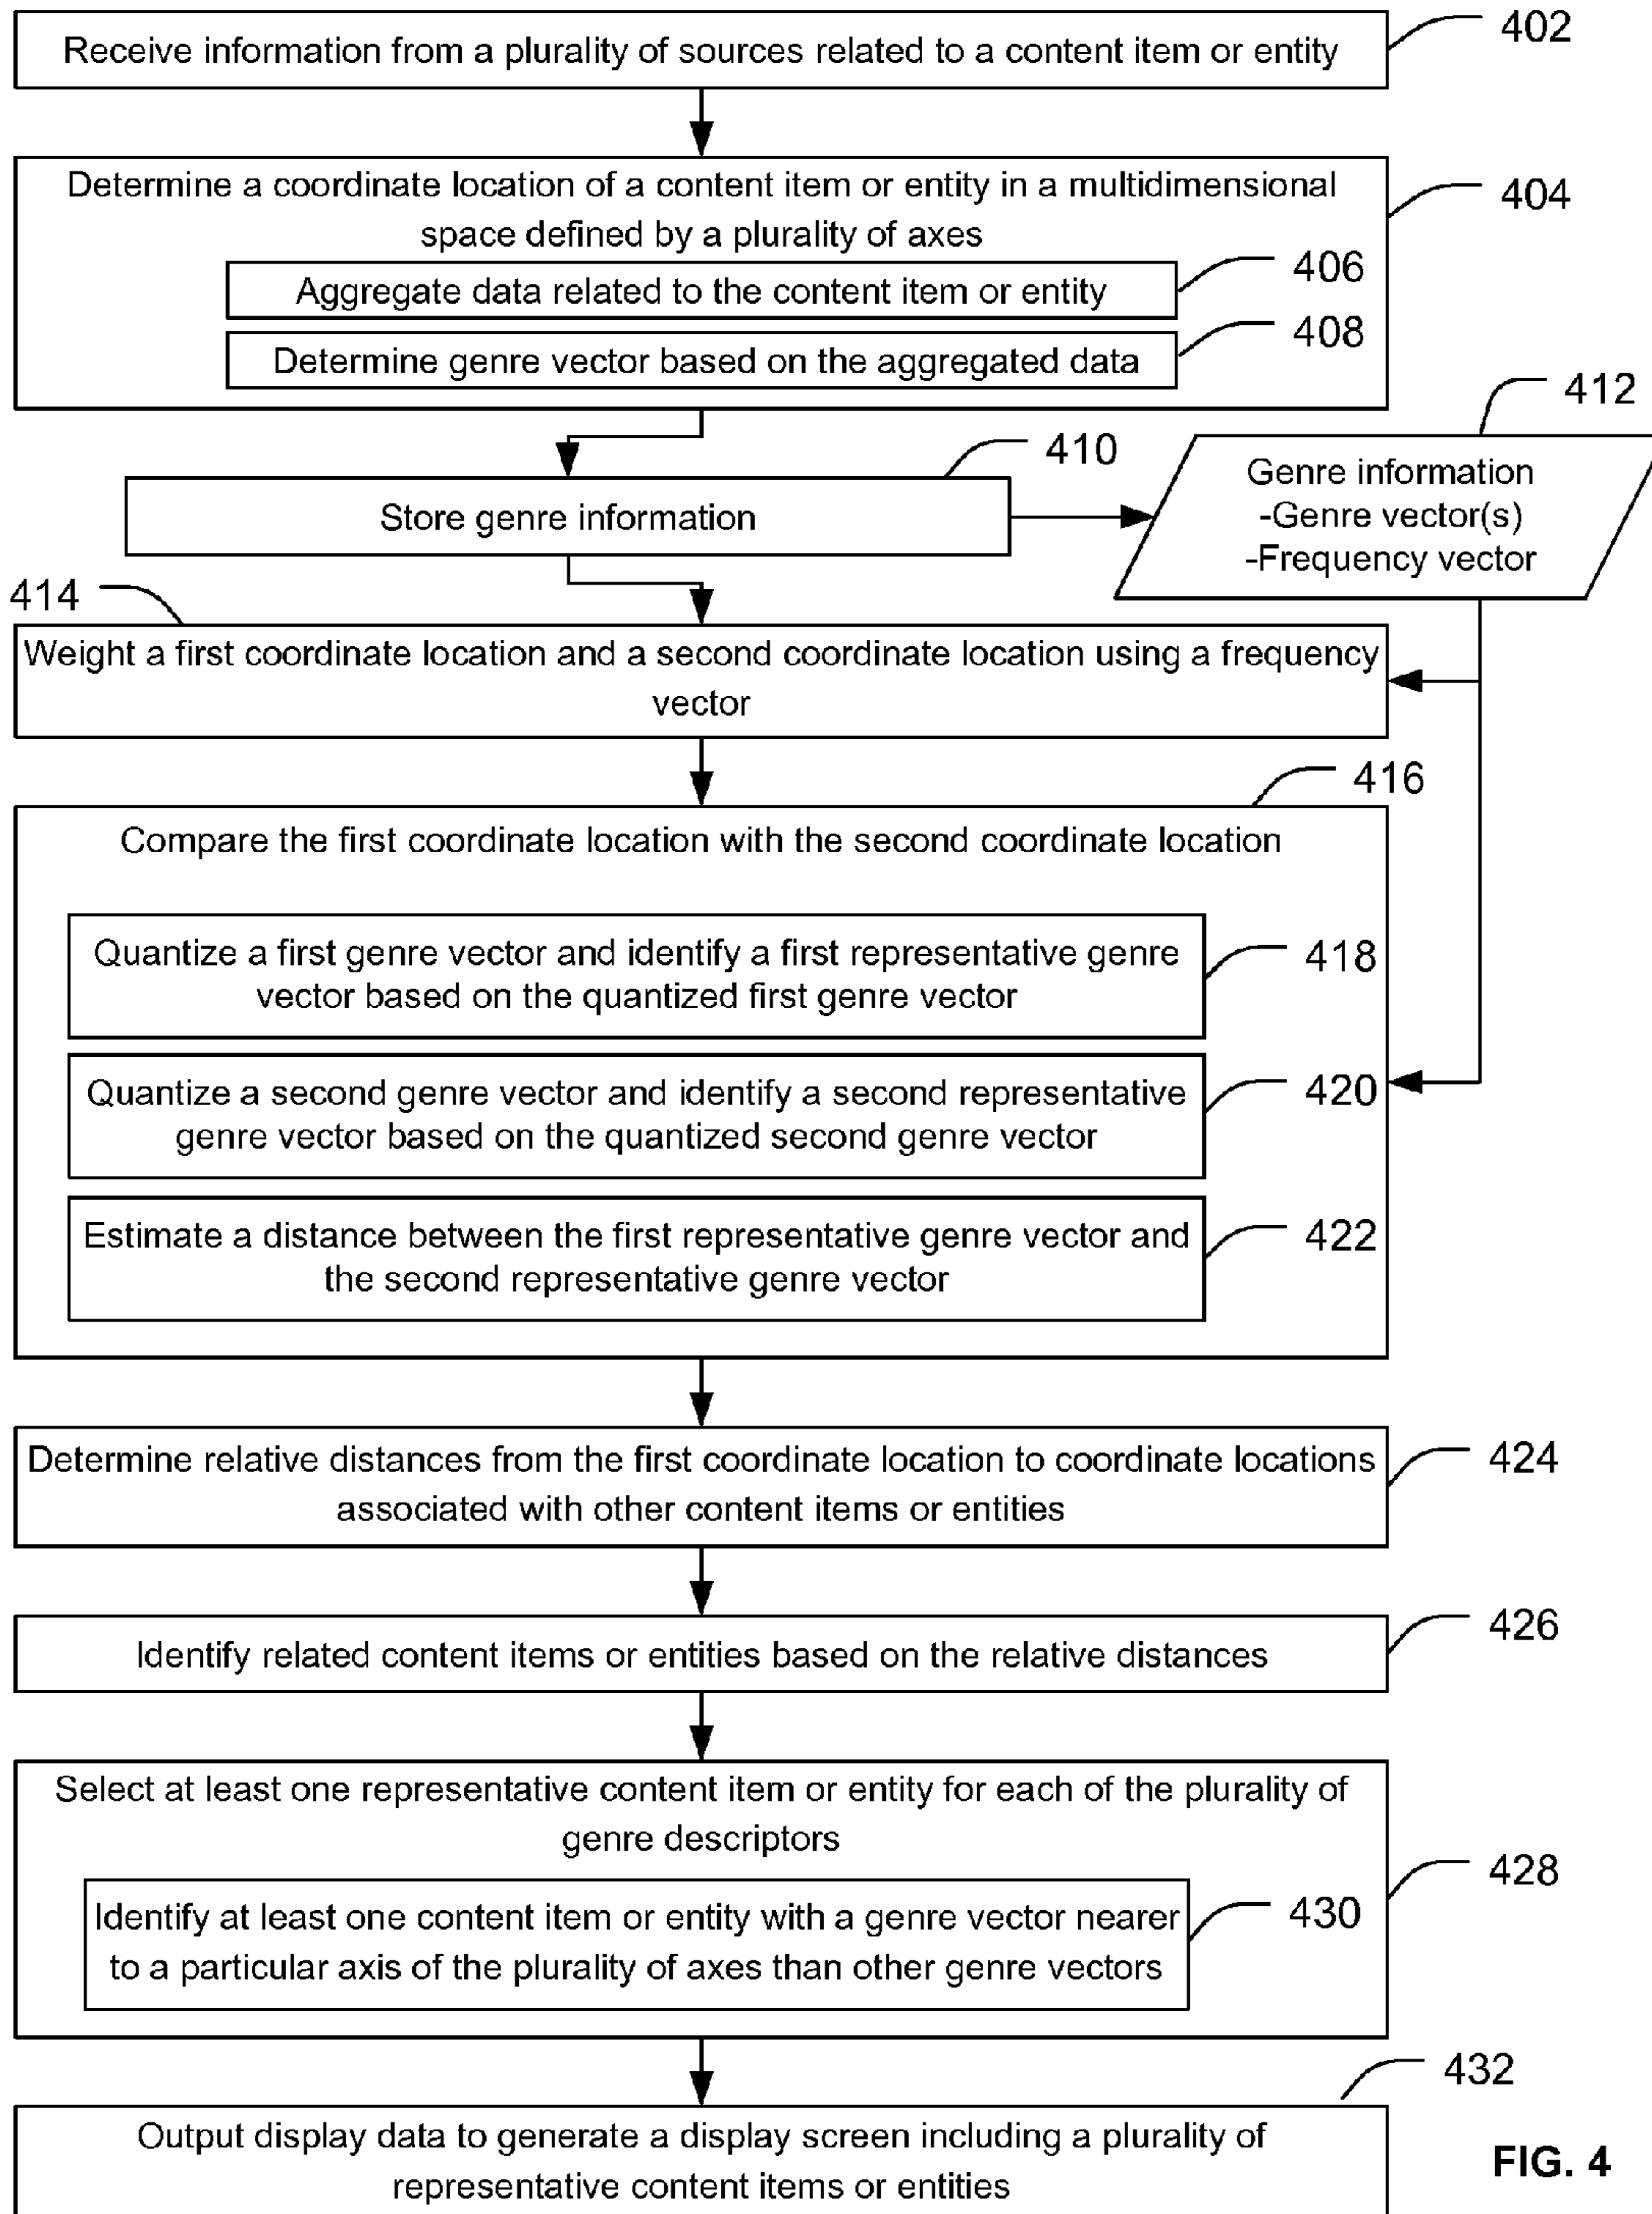 Receive information from a plurality of sources related to a content item or entity
402
Determine a coordinate location of a content item or entity in a multidimensional
space defined by a plurality of axes
404
Aggregate data related to the content item or entity
406
Determine genre vector based on the aggregated data
408
Store genre information
410
412
Genre information
-Genre vector(s)
-Frequency vector
414
Weight a first coordinate location and a second coordinate location using a frequency
vector
416
Compare the first coordinate location with the second coordinate location
Quantize a first genre vector and identify a first representative genre
vector based on the quantized first genre vector
418
Quantize a second genre vector and identify a second representative
genre vector based on the quantized second genre vector
420
Estimate a distance between the first representative genre vector and
the second representative genre vector
422
Determine relative distances from the first coordinate location to coordinate locations
associated with other content items or entities
424
Identify related content items or entities based on the relative distances
426
Select at least one representative content item or entity for each of the plurality of
genre descriptors
428
Identify at least one content item or entity with a genre vector nearer
to a particular axis of the plurality of axes than other genre vectors
430
432
Output display data to generate a display screen including a plurality of
representative content items or entities
FIG. 4